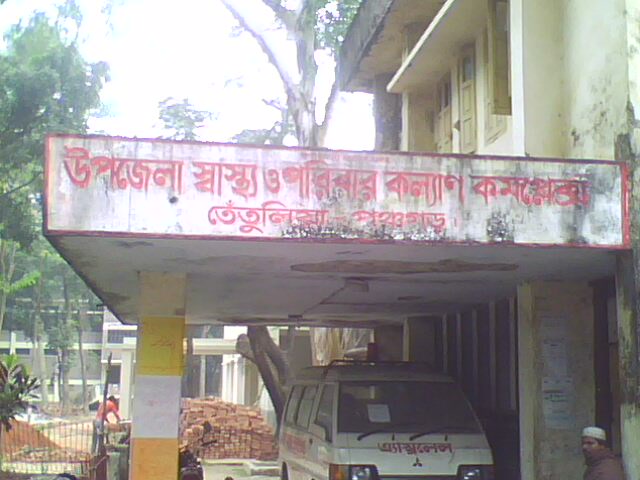 উপজেলা স্বাস্থ্য ও পরিবার কল্যাণ কমপ্লেক্স
তেঁতুলিয়া - পঞ্চগড়।
এ্যাম্বুলেন্স